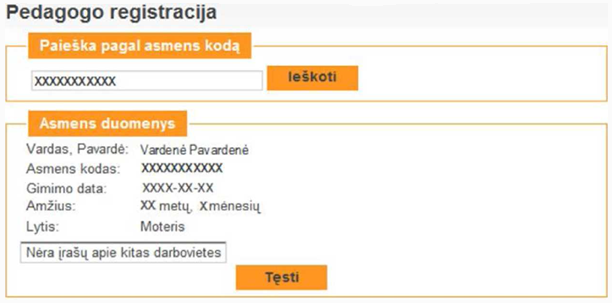 Pedagogo registracija
Paieška pagal asmens kodą
XXXXXXXXXXX Ieškoti
Asmens duomenys
Vardas, Pavardė: Vardenė Pavardenė
Asmens kodas: XXXXXXXXXXX
Gimimo data: XXXX-XX-XX
Amžius: XX metų, X mėnesių
Lytis: Moteris
Nėra įrašų apie kitas darbovietes
Tęsti